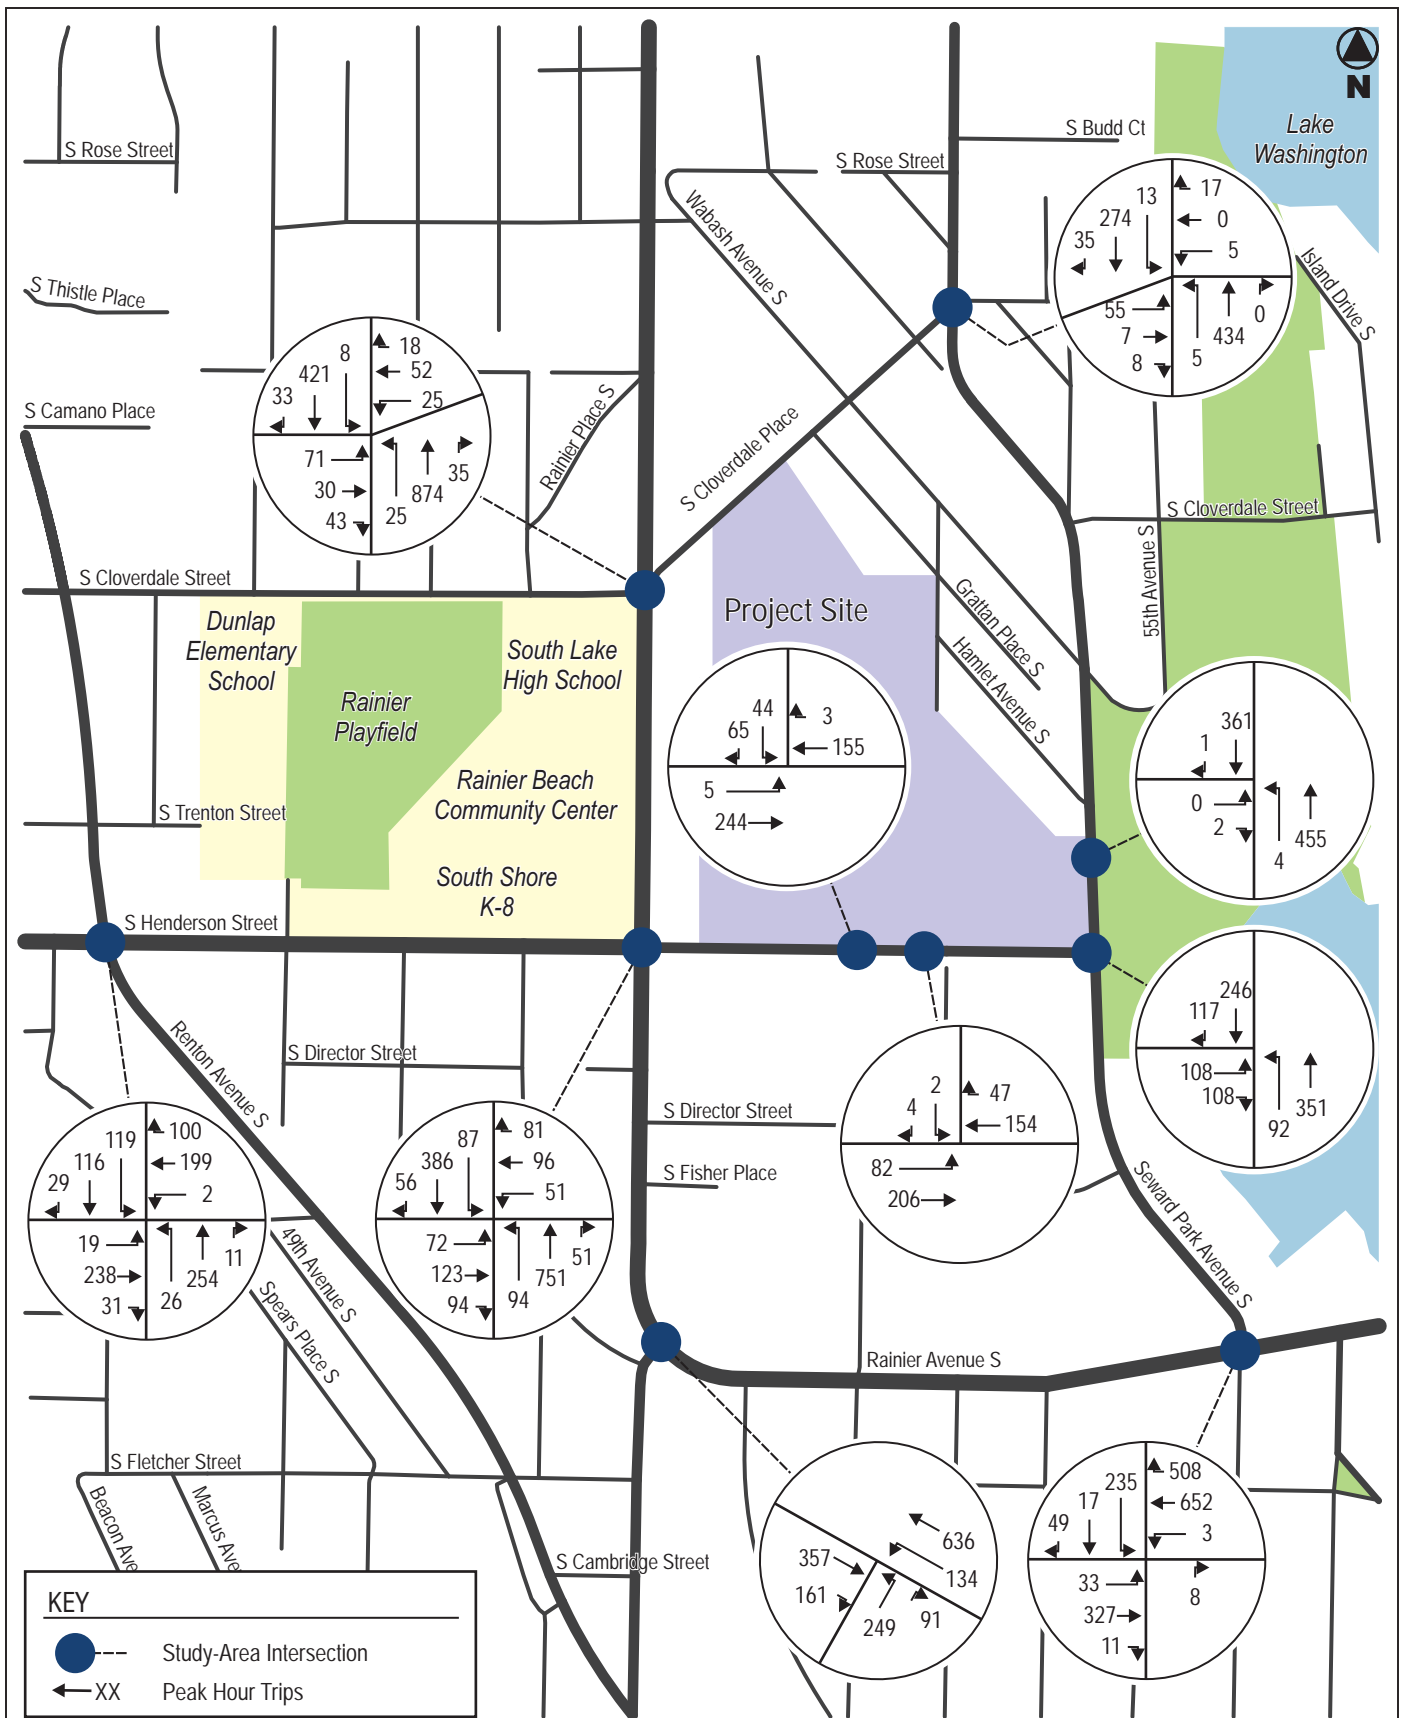 N
Lake
Washington
S Budd Ct
S Rose Street
S Rose Street
Wabash Avenue S
Island Drive S
S Thistle Place
13
17
274
0
35
5
55
7
8
5
434
0
S Camano Place
8
18
421
52
33
25
71
30
43
25
874
35
Rainier Place S
S Cloverdale Place
S Cloverdale Street
55th Avenue S
S Cloverdale Street
Dunlap
Elementary
School
South Lake
High School
Rainier
Playfield
Rainier Beach
Community Center
South Shore
K-8
Project Site
Grattan Place S
Hamlet Avenue S
44
3
65
155
5
244
361
1
0
2
4
455
S Trenton Street
S Henderson Street
246
117
108
108
92
351
Renton Avenue S
S Director Street
S Director Street
S Fisher Place
2
47
4
154
82
206
Seward Park Avenue S
119
100
116
199
29
2
19
238
31
26
254
11
87
81
386
96
56
51
72
123
94
94
751
51
49th Avenue S
Spears Place S
Rainier Avenue S
S Fletcher Street
Beacon Ave
Marcus Ave
S Cambridge Street
636
134
357
161
249
91
235
508
17
652
49
3
33
327
11
8
KEY
Study-Area Intersection
XX Peak Hour Trips